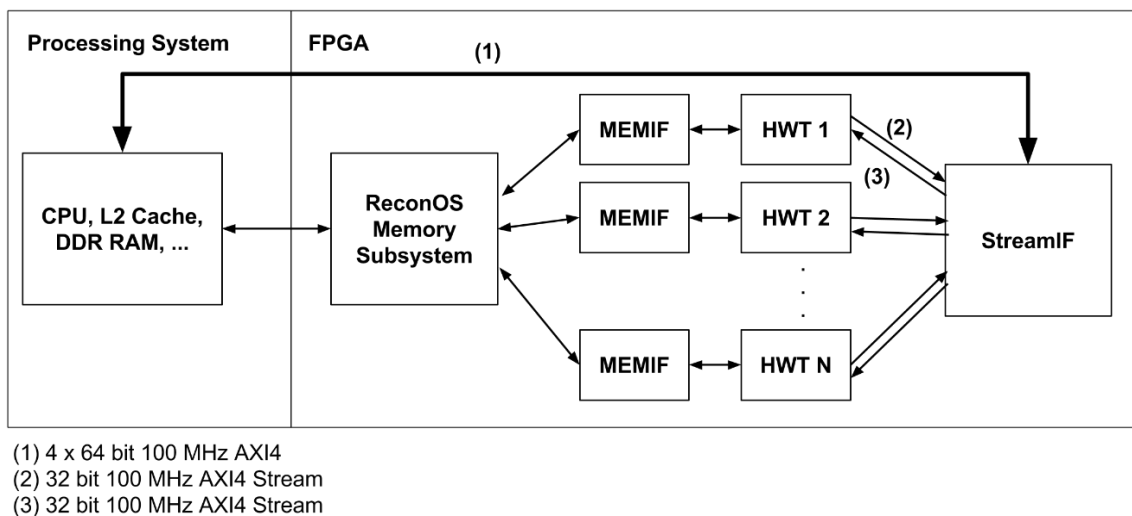 Processing System
FPGA
(1)
MEMIF
HWT 1
(2)
(3)
CPU, L2 Cache,
DDR RAM, ...
ReconOS
Memory
Subsystem
MEMIF
HWT 2
StreamIF
MEMIF
HWT N
(1) 4 x 64 bit 100 MHz AXI4
(2) 32 bit 100 MHz AXI4 Stream
(3) 32 bit 100 MHz AXI4 Stream